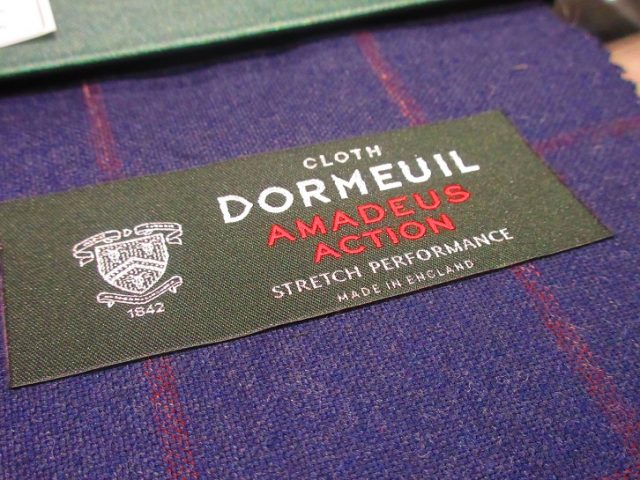 CLOTH
DORMEUIL
AMADEUS
ACTION
STRETCH PERFORMANCE
MADE IN ENGLAND
D
1842